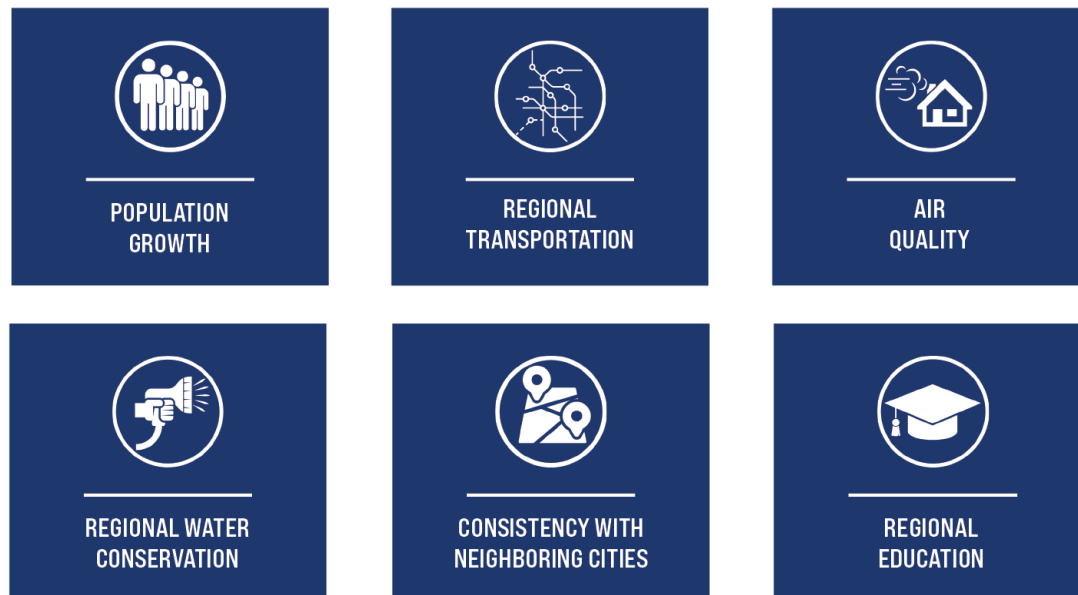 POPULATION
GROWTH
REGIONAL
TRANSPORTATION
AIR
QUALITY
REGIONAL WATER
CONSERVATION
CONSISTENCY WITH
NEIGHBORING CITIES
REGIONAL
EDUCATION